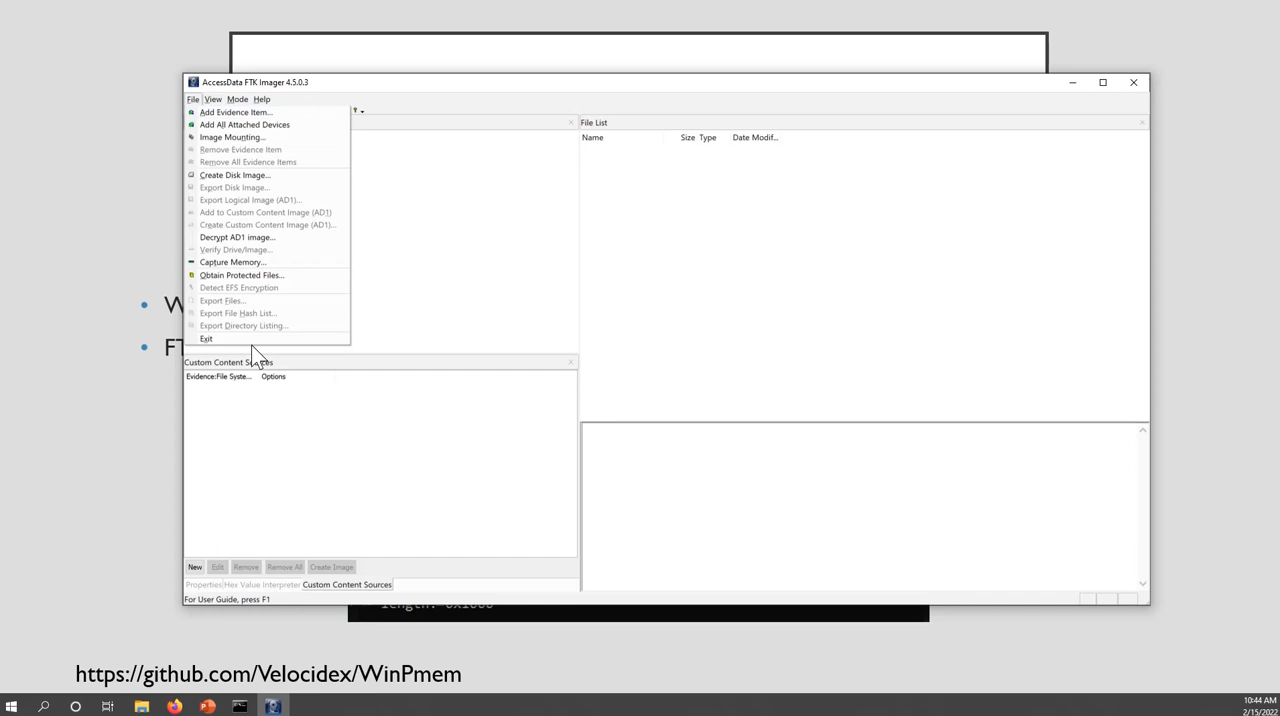 AccessData FTK Imager 4.5.0.3
File View Mode Help
Add Evidence Item...
Add All Attached Devices
Image Mounting...
Remove Evidence Item
Remove All Evidence Items
Create Disk Image...
Export Disk Image...
Export Logical Image (AD1)...
Add to Custom Content Image (AD1)
Create Custom Content Image (AD1)...
Decrypt AD1 image...
Verify Drive/Image...
Capture Memory...
Obtain Protected Files...
Detect EFS Encryption
Export Files...
Export File Hash List...
Export Directory Listing...
Exit
File List
Name Size Type Date Modif...
W
FT
Custom Content
Evidence:File Syste... Options
New Edit Remove Remove All Create Image
Properties Hex Value Interpreter Custom Content Sources
For User Guide, press F1
length: 0x1000
https://github.com/Velocidex/WinPmem
10:44 AM
2/15/2022